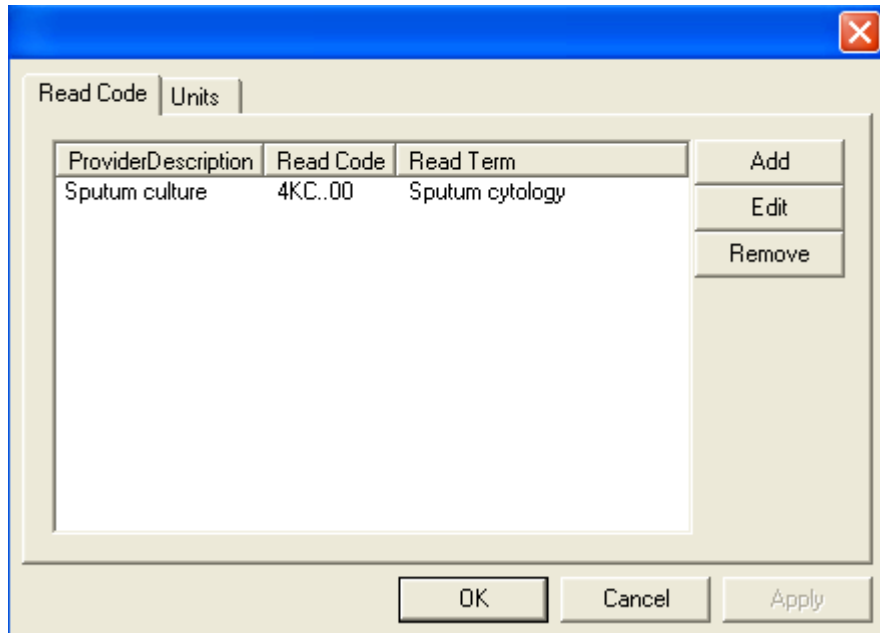 Read Code Units
ProviderDescription Read Code Read Term Add
Sputum culture 4KC..00 Sputum cytology
Edit
Remove
OK Cancel Apply